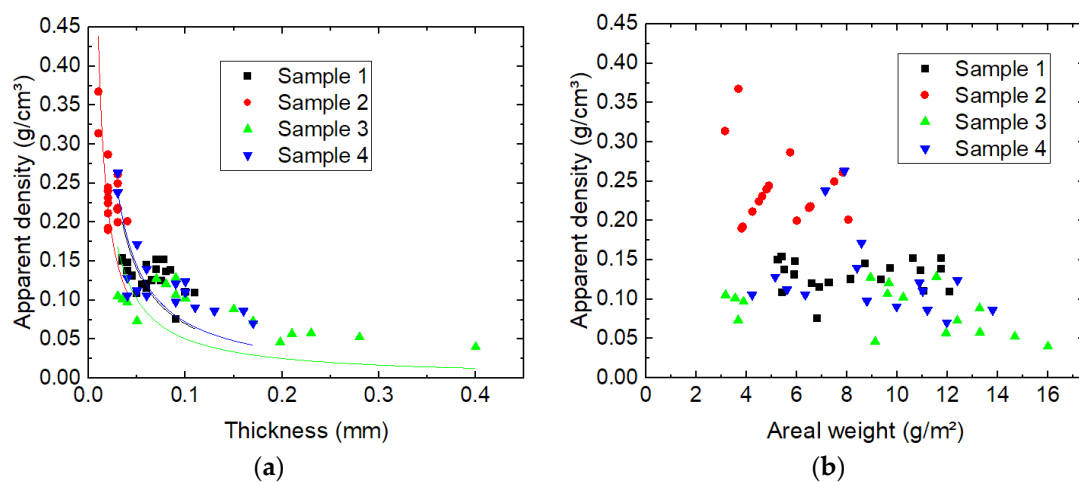 0.45
0.40
0.35
0.30
0.25
0.20
0.15
0.10
0.05
0.00
Apparent density (g/cm³)
Sample 1
Sample 2
Sample 3
Sample 4
0.0 0.1 0.2 0.3 0.4
Thickness (mm)
(a)
0.45
0.40
0.35
0.30
0.25
0.20
0.15
0.10
0.05
0.00
Apparent density (g/cm³)
Sample 1
Sample 2
Sample 3
Sample 4
0 2 4 6 8 10 12 14 16
Areal weight (g/m²)
(b)